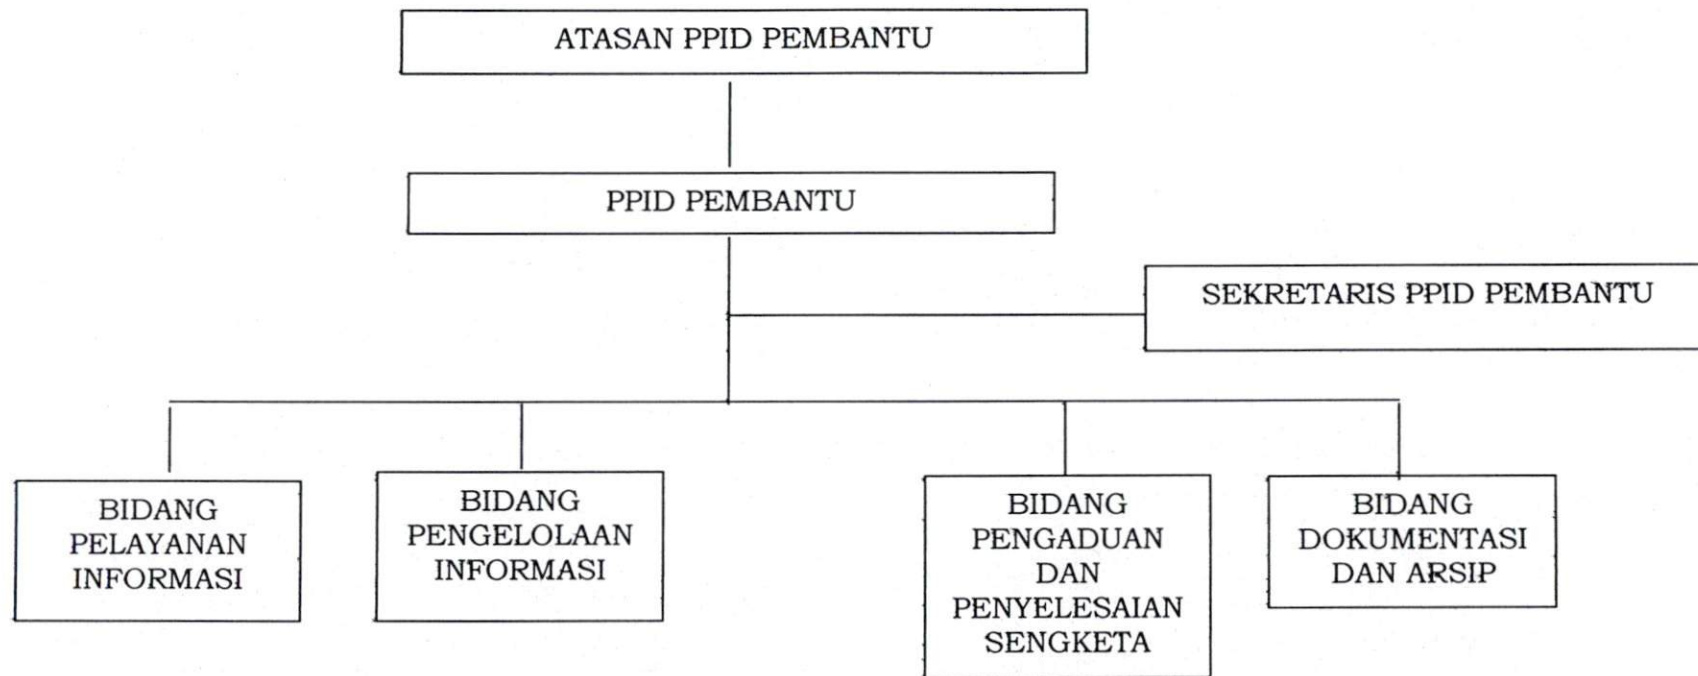 ATASAN PPID PEMBANTU
PPID PEMBANTU
SEKRETARIS PPID PEMBANTU
BIDANG
PELAYANAN
INFORMASI
BIDANG
PENGELOLAAN
INFORMASI
BIDANG
PENGADUAN
DAN
PENYELESAIAN
SENGKETA
BIDANG
DOKUMENTASI
DAN ARSIP